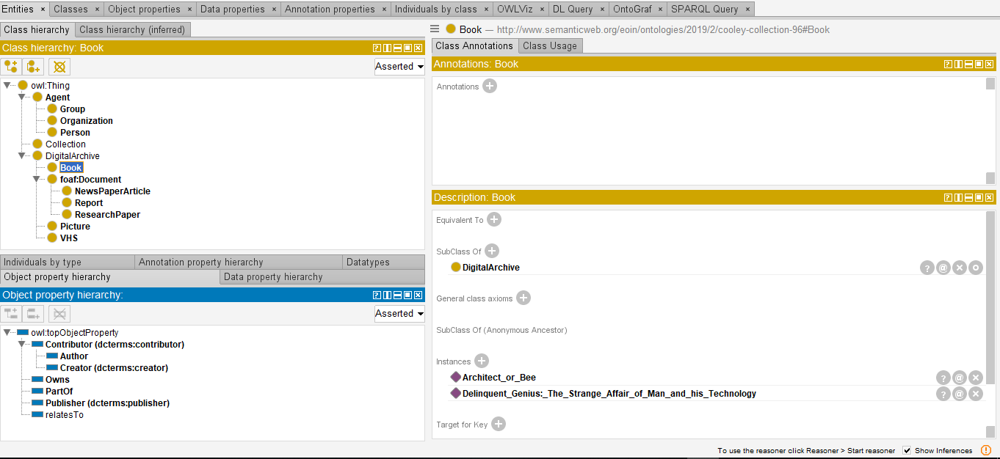 Entities × Classes × Object properties × Data properties × Annotation properties × Individuals by class × OWLViz × DL Query × OntoGraf × SPARQL Query ×
Class hierarchy Class hierarchy (inferred)
Class hierarchy: Book
Asserted
owl:Thing
Agent
Group
Organization
Person
Collection
DigitalArchive
Book
foaf:Document
NewsPaperArticle
Report
ResearchPaper
Picture
VHS
Individuals by type Annotation property hierarchy Datatypes
Object property hierarchy Data property hierarchy
Object property hierarchy:
Asserted
owl:topObjectProperty
Contributor (dcterms:contributor)
Author
Creator (dcterms:creator)
Owns
PartOf
Publisher (dcterms:publisher)
relatesTo
Book — http://www.semanticweb.org/eoin/ontologies/2019/2/cooley-collection-96#Book
Class Annotations Class Usage
Annotations: Book
Annotations
Description: Book
Equivalent To
SubClass Of
DigitalArchive
General class axioms
SubClass Of (Anonymous Ancestor)
Instances
Architect_or_Bee
Delinquent_Genius:_The_Strange_Affair_of_Man_and_his_Technology
Target for Key
To use the reasoner click Reasoner > Start reasoner Show Inferences